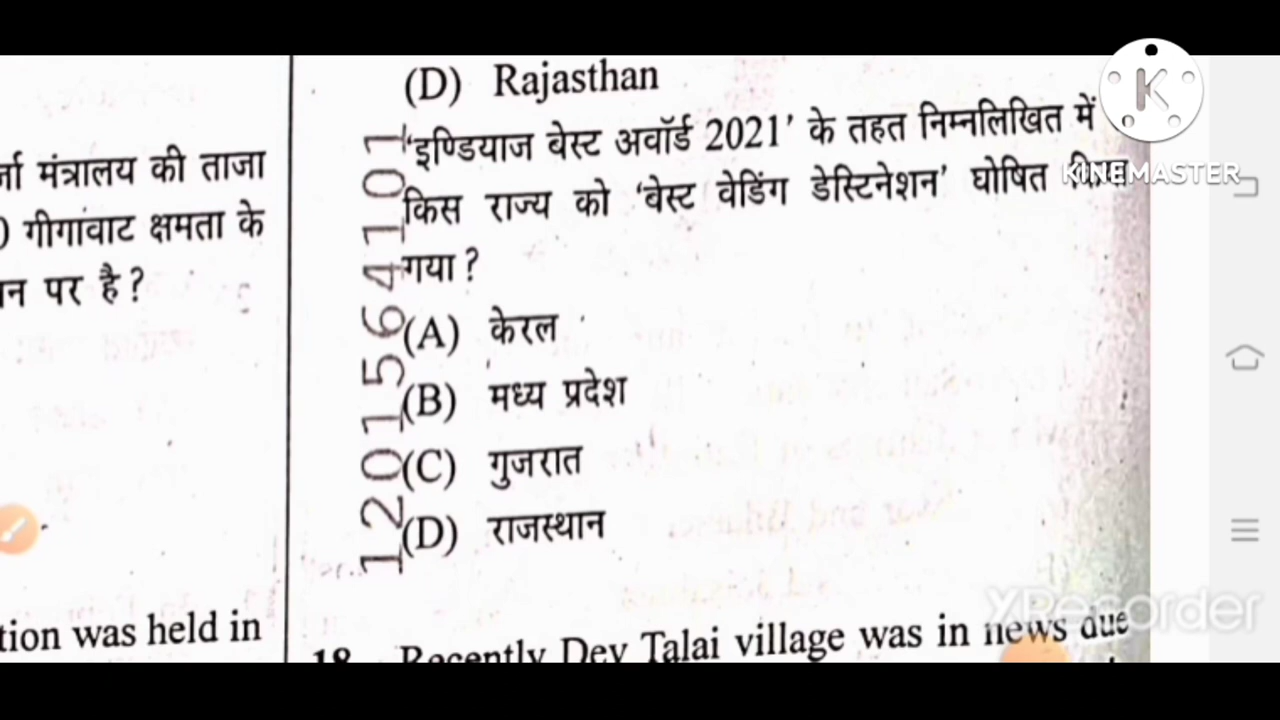 (D) Rajasthan
'इण्डियाज बेस्ट अवॉर्ड 2021' के तहत निम्नलिखित में
किस राज्य को 'बेस्ट वेडिंग डेस्टिनेशन' घोषित किया
गया?
(A) केरल
(B) मध्य प्रदेश
(C) गुजरात
(D) राजस्थान
18. Recently Dev Talai village was in news due
मंत्रालय की ताजा
गीगावाट क्षमता के
पर है?
tion was held in
1201564101
KINEMASTER
XRecorder